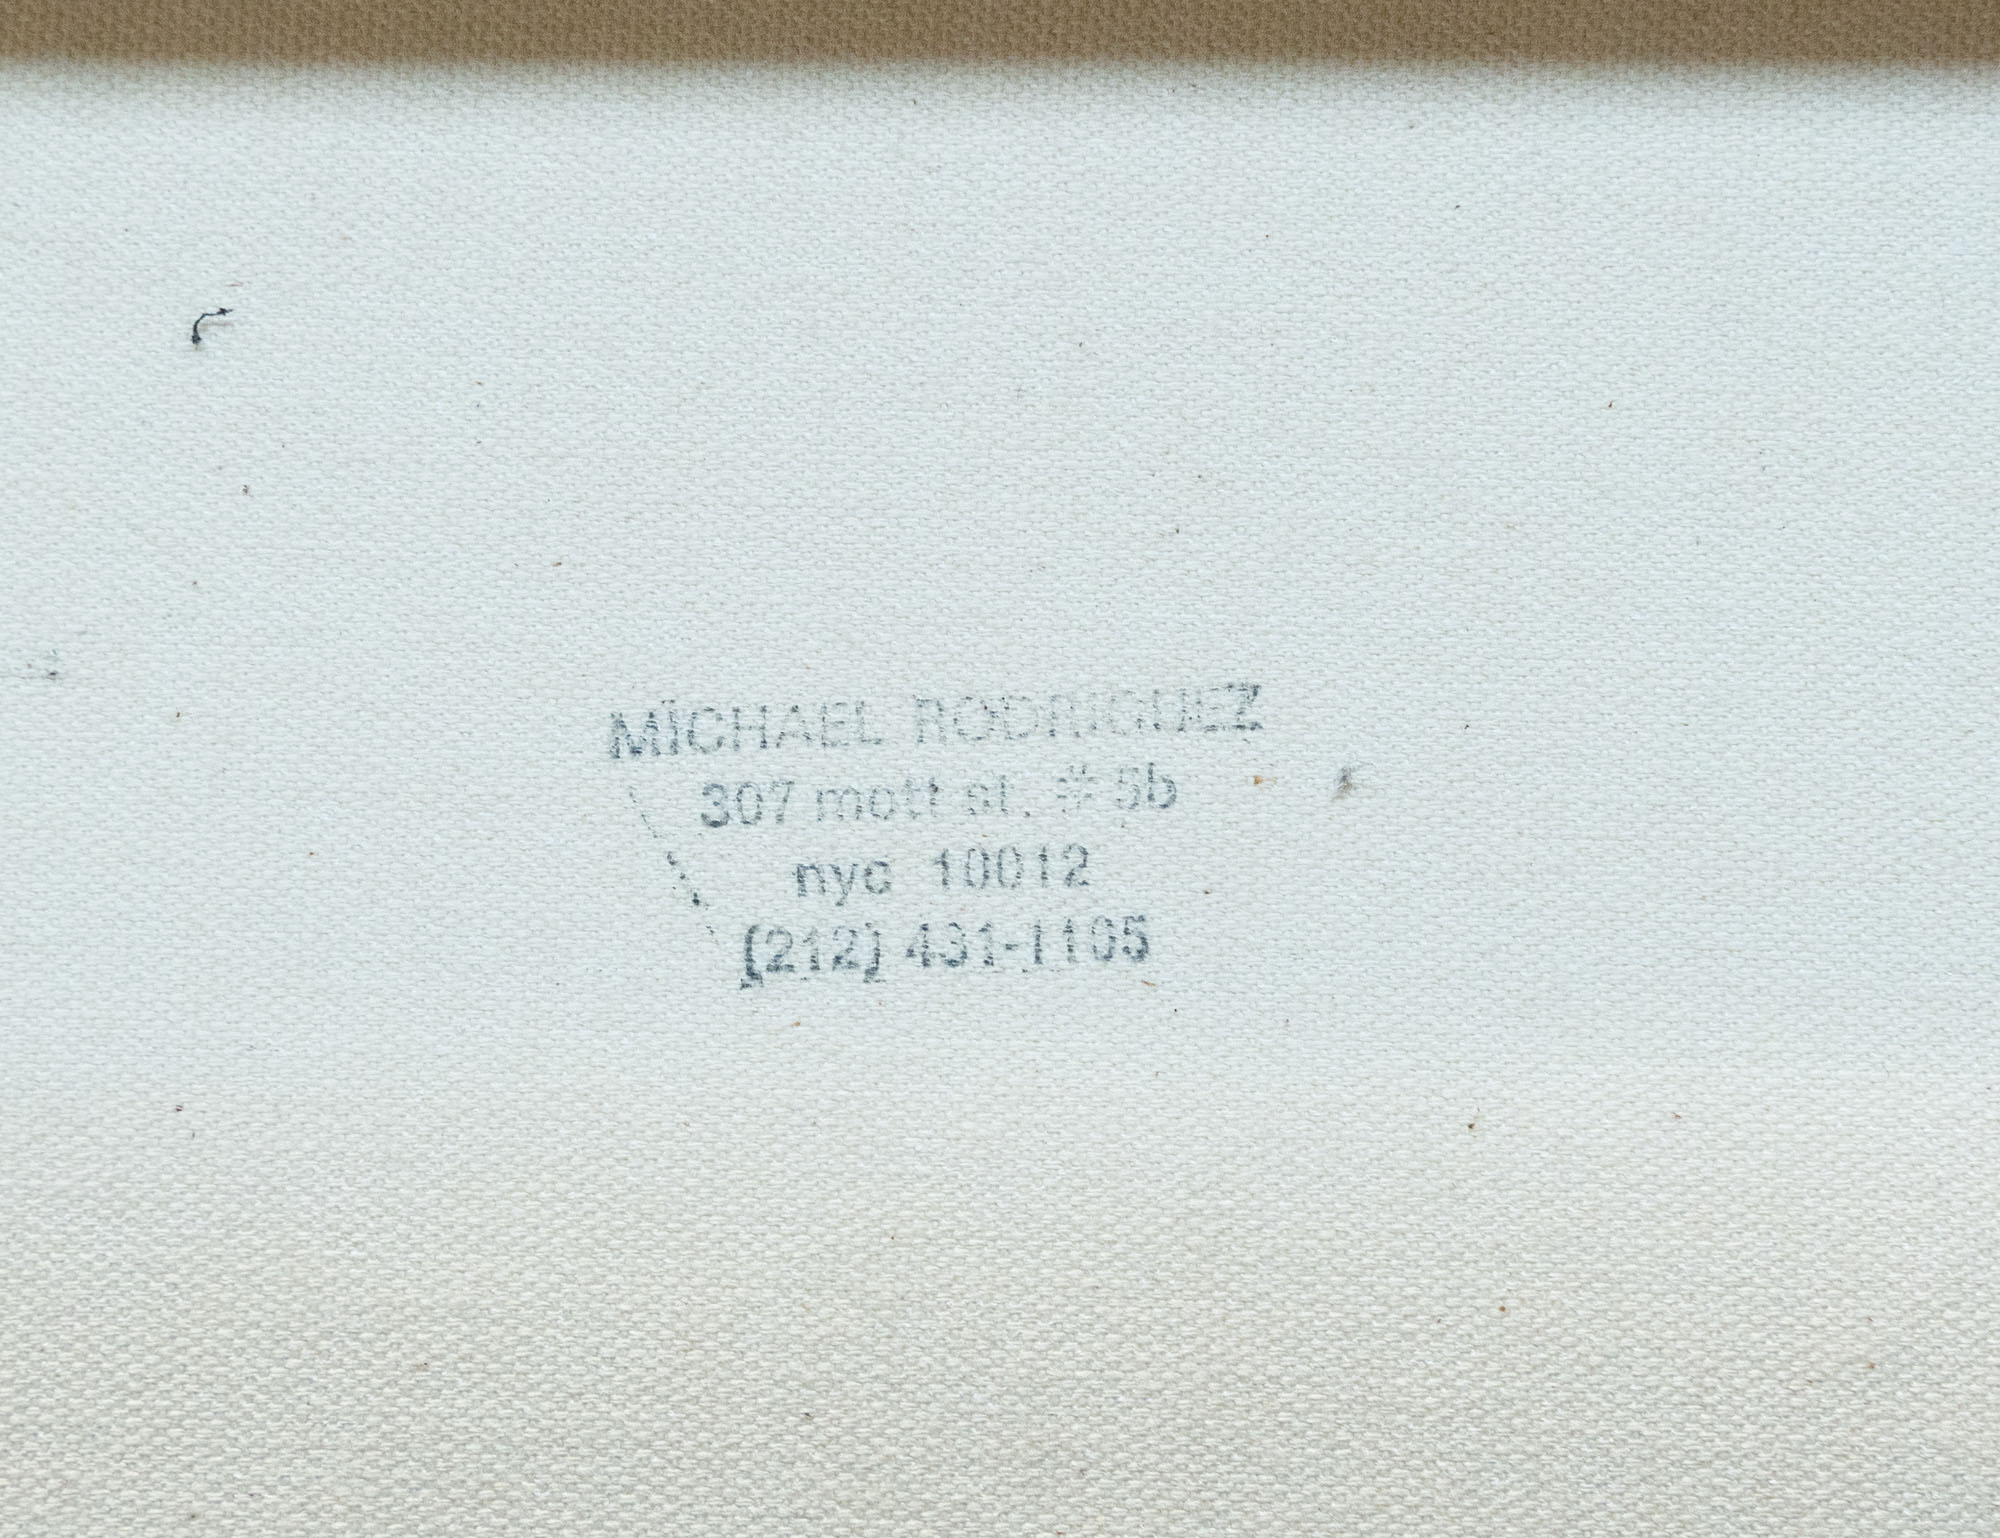 MICHAEL RODRIGUEZ
307 mott st. # 5b
nyc 10012
(212) 431-1105